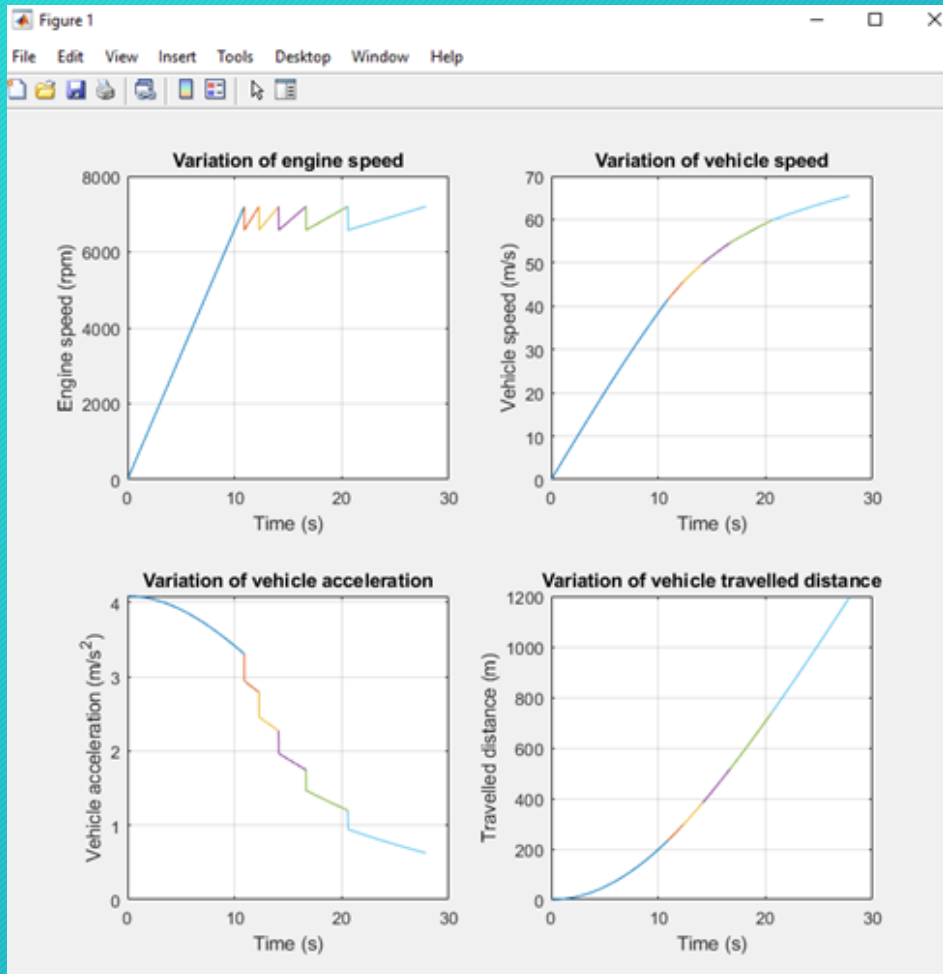 Figure 1
File Edit View Insert Tools Desktop Window Help
Variation of engine speed
8000
6000
4000
2000
0
Engine speed (rpm)
0 10 20 30
Time (s)
Variation of vehicle speed
70
60
50
40
30
20
10
0
Vehicle speed (m/s)
0 10 20 30
Time (s)
Variation of vehicle acceleration
4
3
2
1
0
Vehicle acceleration (m/s²)
0 10 20 30
Time (s)
Variation of vehicle travelled distance
1200
1000
800
600
400
200
0
Travelled distance (m)
0 10 20 30
Time (s)